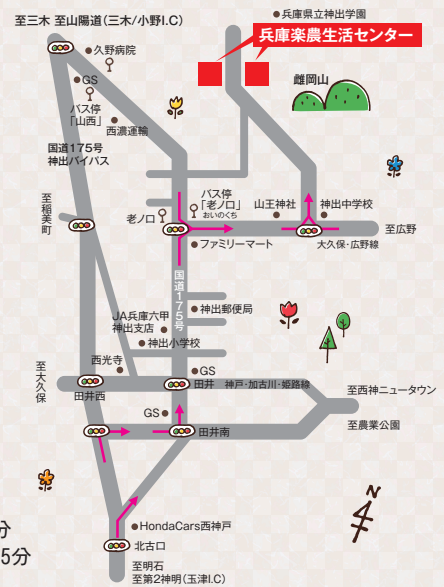 至三木 至山陽道(三木/小野I.C)
兵庫県立神出学園
兵庫楽農生活センター
久野病院
GS
バス停
「山西」
西濃運輸
雌岡山
国道175号
神出バイパス
至稲美町
老ノ口
バス停
「老ノ口」
おいのくち
山王神社
神出中学校
至広野
ファミリーマート
大久保・広野線
国道175号
神出郵便局
JA兵庫六甲
神出支店
神出小学校
西光寺
至大久保
GS
田井西
田井
神戸・加古川・姫路線
至西神ニュータウン
GS
田井南
至農業公園
N
分
HondaCars西神戸
5分
北古口
至明石
至第2神明(玉津I.C)